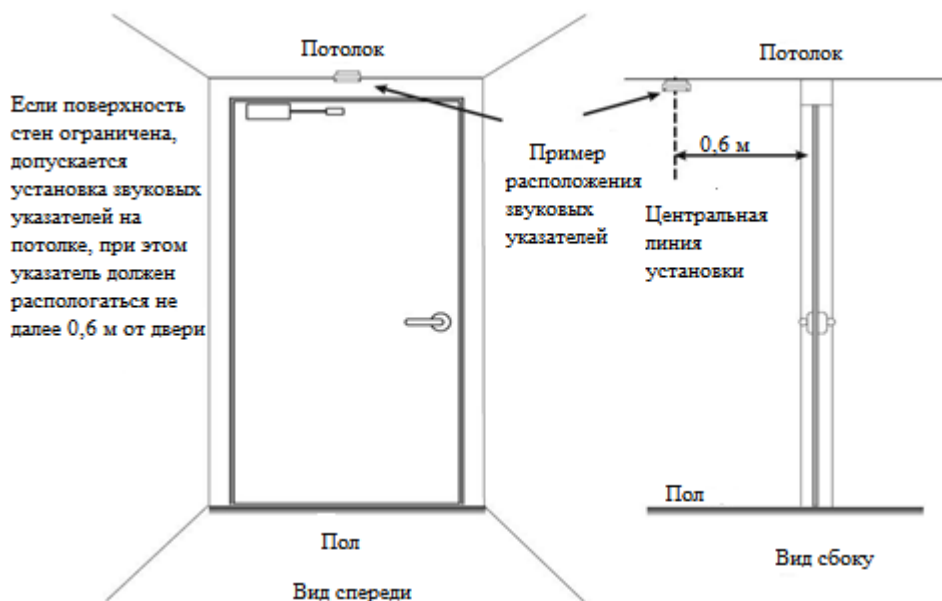 Потолок
Если поверхность
стен ограничена,
допускается
установка звуковых
указателей на
потолке, при этом
указатель должен
распологаться не
далее 0,6 м от двери
Пол
Вид спереди
Пример
расположения
звуковых
указателей
Потолок
0,6 м
Центральная
линия
установки
Пол
Вид сбоку